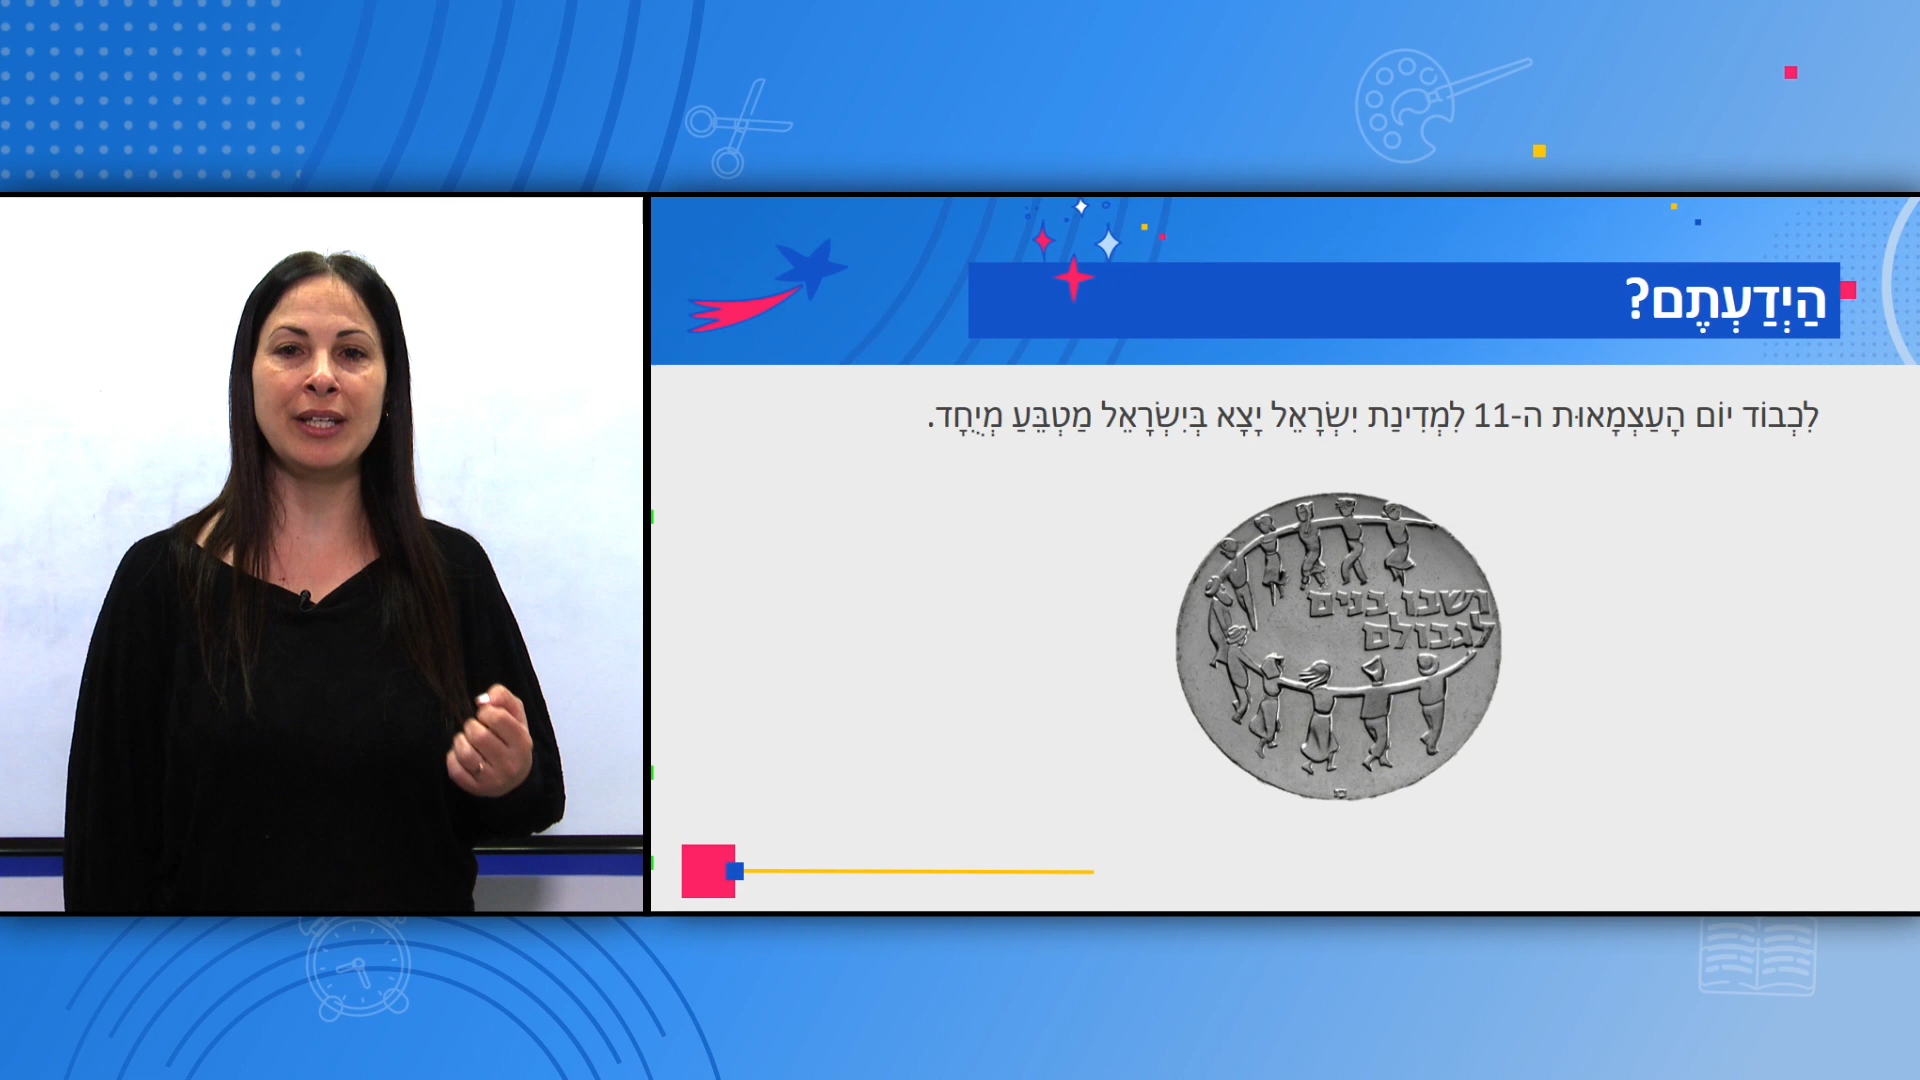 הַיְדַעְתֶּם?
לִכְבוֹד יוֹם הָעַצְמָאוּת ה-11 לִמְדִינַת יִשְׂרָאֵל יָצָא בְּיִשְׂרָאֵל מַטְבֵּעַ מְיֻחָד.
ושבו בנים
לגבולם